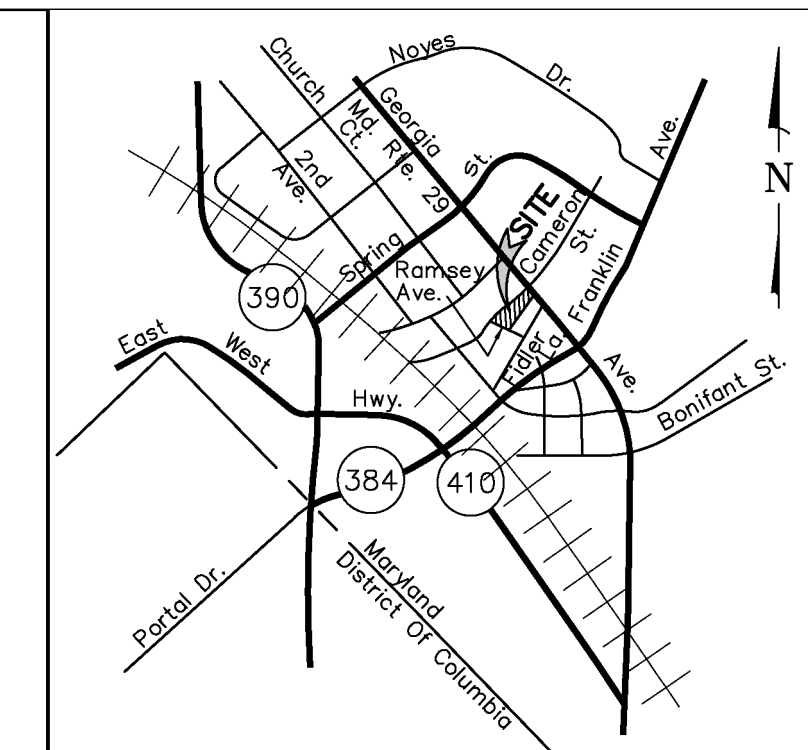 Noyes
Dr.
Church
Georgia
Md. Rte. 29
Ct.
2nd
Ave.
St.
Ave.
N
SITE
Cameron
St.
Spring
Ramsey
Ave.
Franklin
390
East
West
Hwy.
Fidler
La.
Ave.
Bonifant St.
384
410
Maryland
District Of Columbia
Portal Dr.